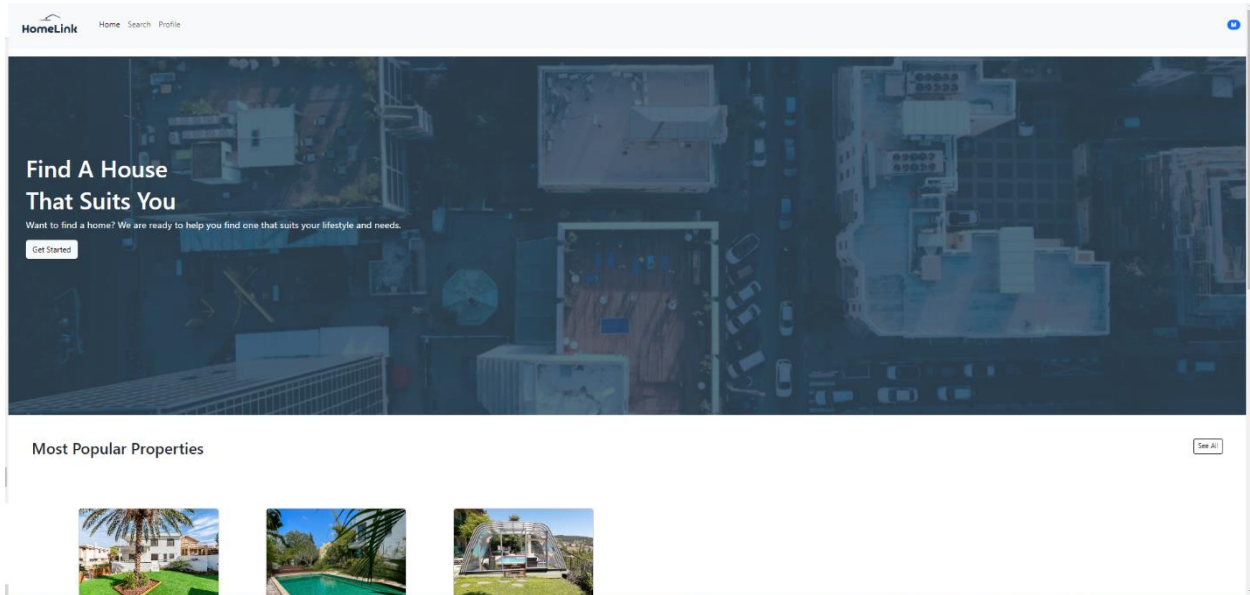 HomeLink
Home Search Profile
M
Find A House
That Suits You
Want to find a home? We are ready to help you find one that suits your lifestyle and needs.
Get Started
Most Popular Properties
See All